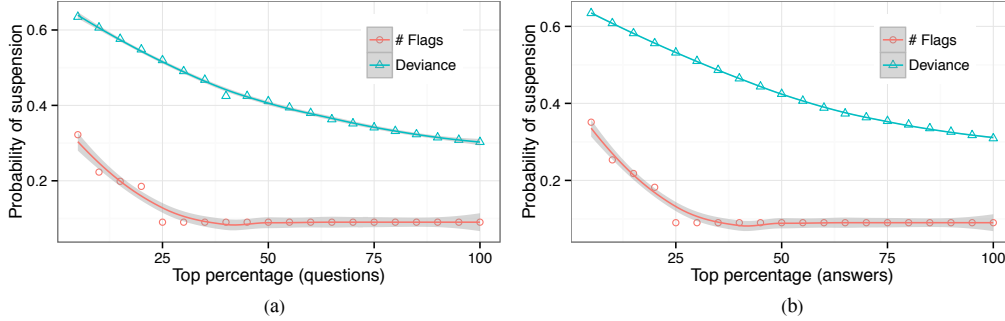 Probability of suspension
0.6
0.4
0.2
# Flags
Deviance
25
50
75
100
Top percentage (questions)
(a)
Probability of suspension
0.6
0.4
0.2
# Flags
Deviance
25
50
75
100
Top percentage (answers)
(b)